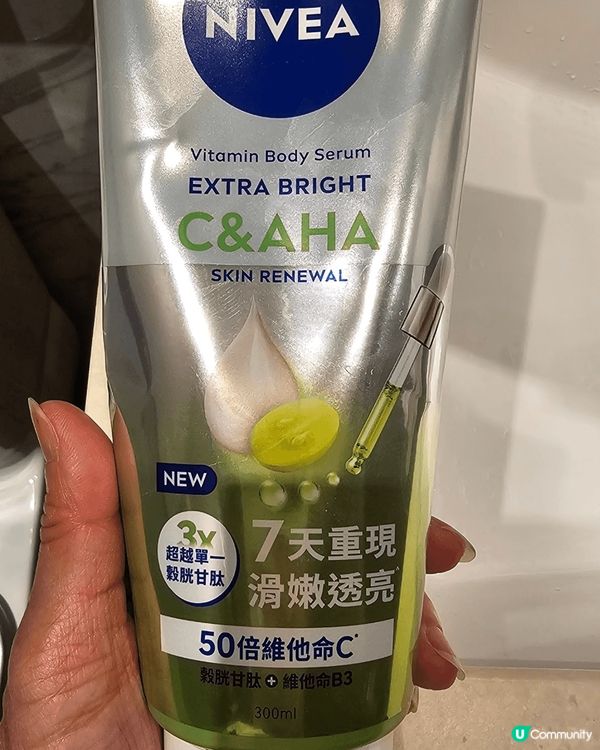 NIVEA
Vitamin Body Serum
EXTRA BRIGHT
C&AHA
SKIN RENEWAL
NEW
3x
超越單一
穀胱甘肽
7天重現
滑嫩透亮^
50倍維他命C*
穀胱甘肽+維他命B3
300ml
U Community